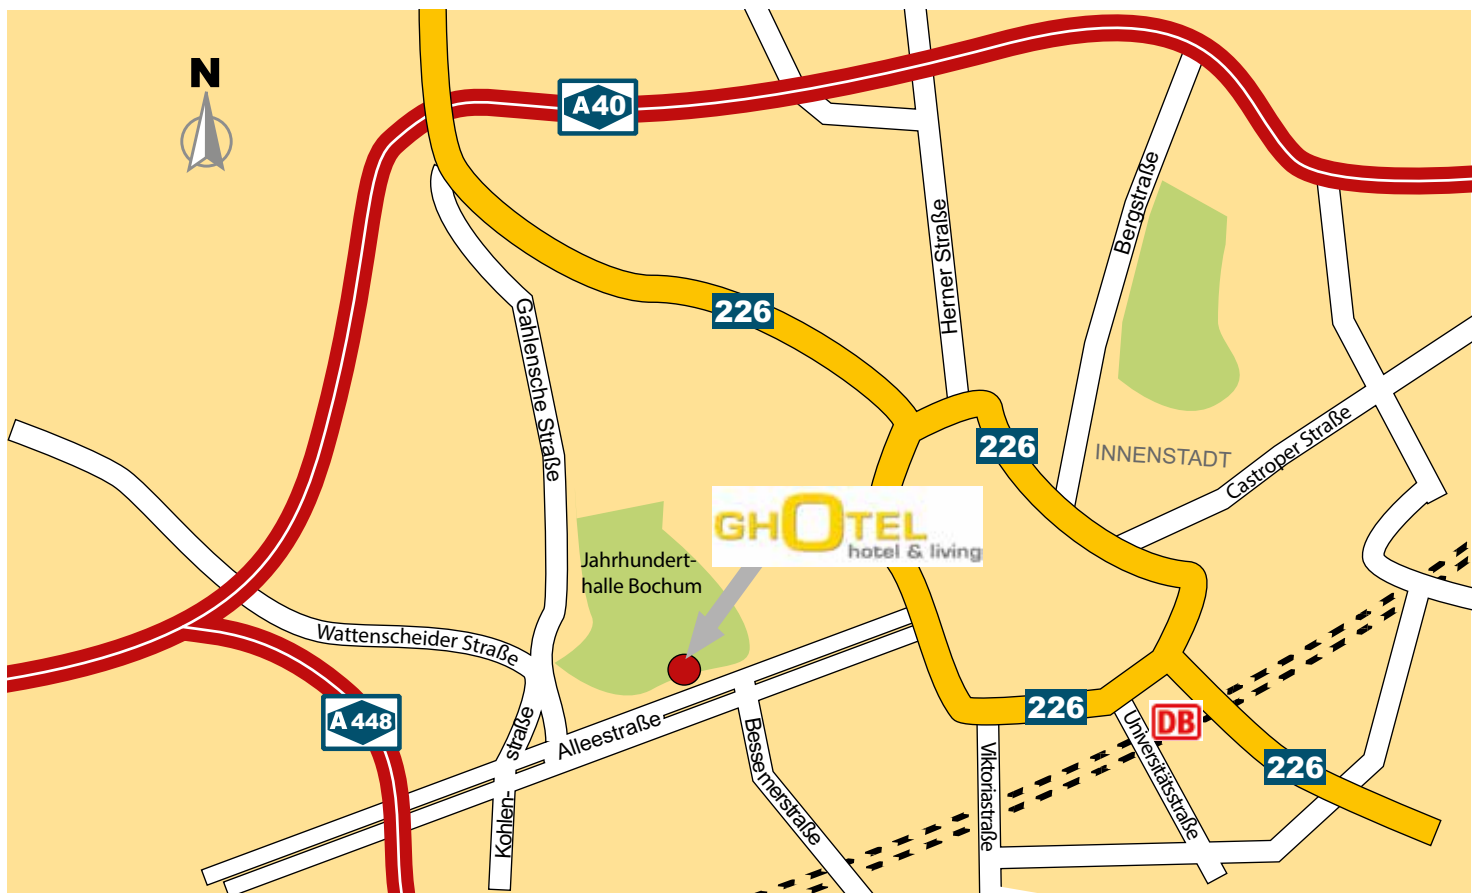 N
A40
Bergstraße
Herner Straße
226
Gahlensche Straße
226
INNENSTADT
Castroper Straße
GHOTEL
hotel & living
Jahrhundert-
halle Bochum
Wattenscheider Straße
A 448
Kohlen-
straße
Alleestraße
Bessemerstraße
226
Viktoriastraße
Universitätsstraße
DB
226